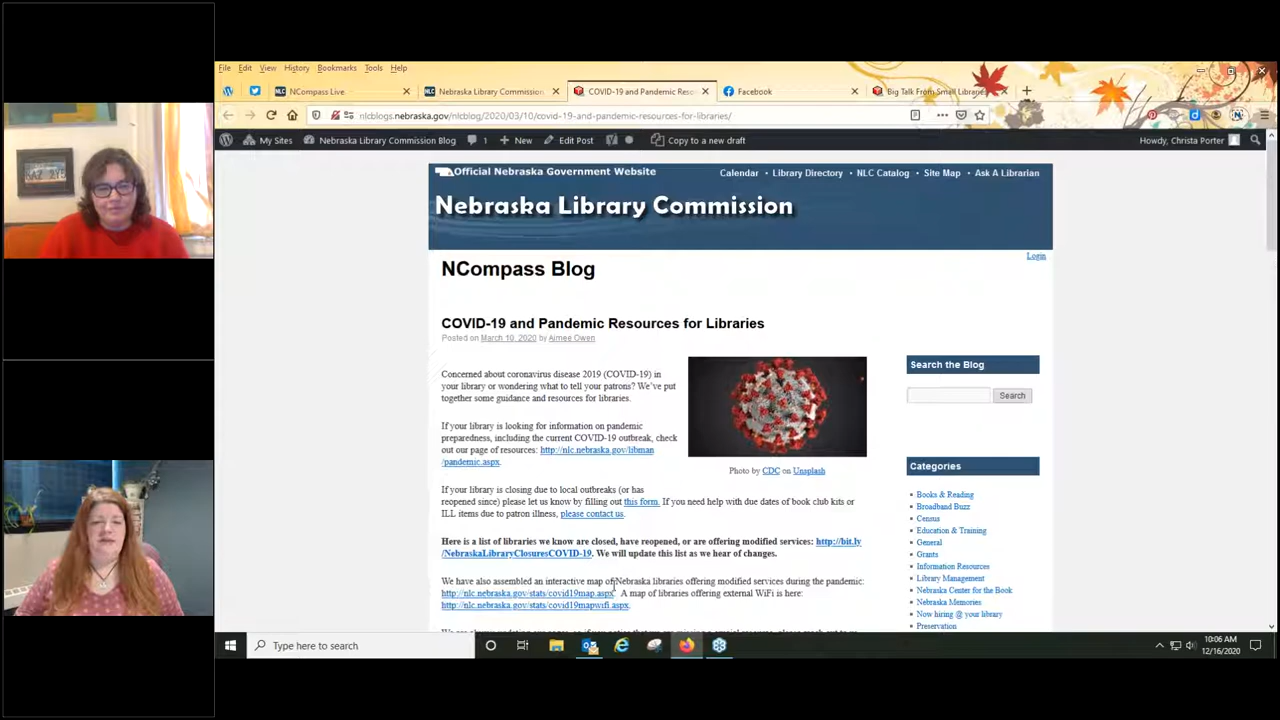 File Edit View History Bookmarks Tools Help
NCompass Live
Nebraska Library Commission
COVID-19 and Pandemic Reso
Facebook
Big Talk From Small Libraries
nlcblogs.nebraska.gov/nlcblog/2020/03/10/covid-19-and-pandemic-resources-for-libraries/
My Sites Nebraska Library Commission Blog 1 New Edit Post Copy to a new draft Howdy, Christa Porter
Official Nebraska Government Website
Calendar • Library Directory • NLC Catalog • Site Map • Ask A Librarian
Nebraska Library Commission
Login
NCompass Blog
COVID-19 and Pandemic Resources for Libraries
Posted on March 10, 2020 by Aimee Owen
Concerned about coronavirus disease 2019 (COVID-19) in
your library or wondering what to tell your patrons? We've put
together some guidance and resources for libraries.
If your library is looking for information on pandemic
preparedness, including the current COVID-19 outbreak, check
out our page of resources: http://nlc.nebraska.gov/libman
/pandemic.aspx.
Photo by CDC on Unsplash
If your library is closing due to local outbreaks (or has
reopened since) please let us know by filling out this form. If you need help with due dates of book club kits or
ILL items due to patron illness, please contact us.
Here is a list of libraries we know are closed, have reopened, or are offering modified services: http://bit.ly
/NebraskaLibraryClosuresCOVID-19. We will update this list as we hear of changes.
We have also assembled an interactive map of Nebraska libraries offering modified services during the pandemic:
http://nlc.nebraska.gov/stats/covid19map.aspx. A map of libraries offering external WiFi is here:
http://nlc.nebraska.gov/stats/covid19mapwifi.aspx.
Search the Blog
Search
Categories
Books & Reading
Broadband Buzz
Census
Education & Training
General
Grants
Information Resources
Library Management
Nebraska Center for the Book
Nebraska Memories
Now hiring @ your library
Preservation
Type here to search
10:06 AM
12/16/2020